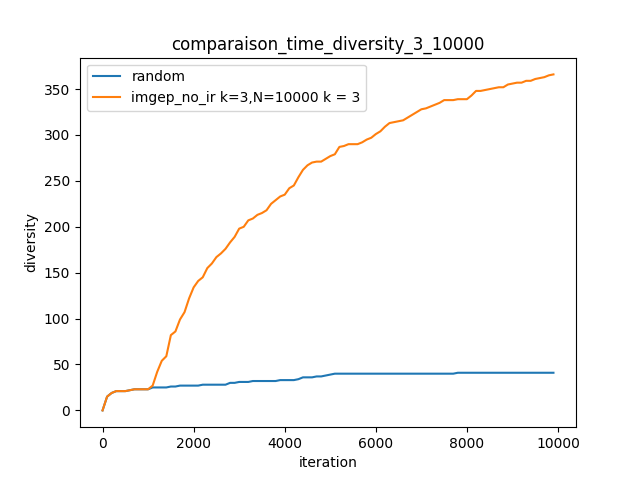 comparaison_time_diversity_3_10000
random
imgep_no_ir k=3,N=10000 k = 3
diversity
350
300
250
200
150
100
50
0
0 2000 4000 6000 8000 10000
iteration